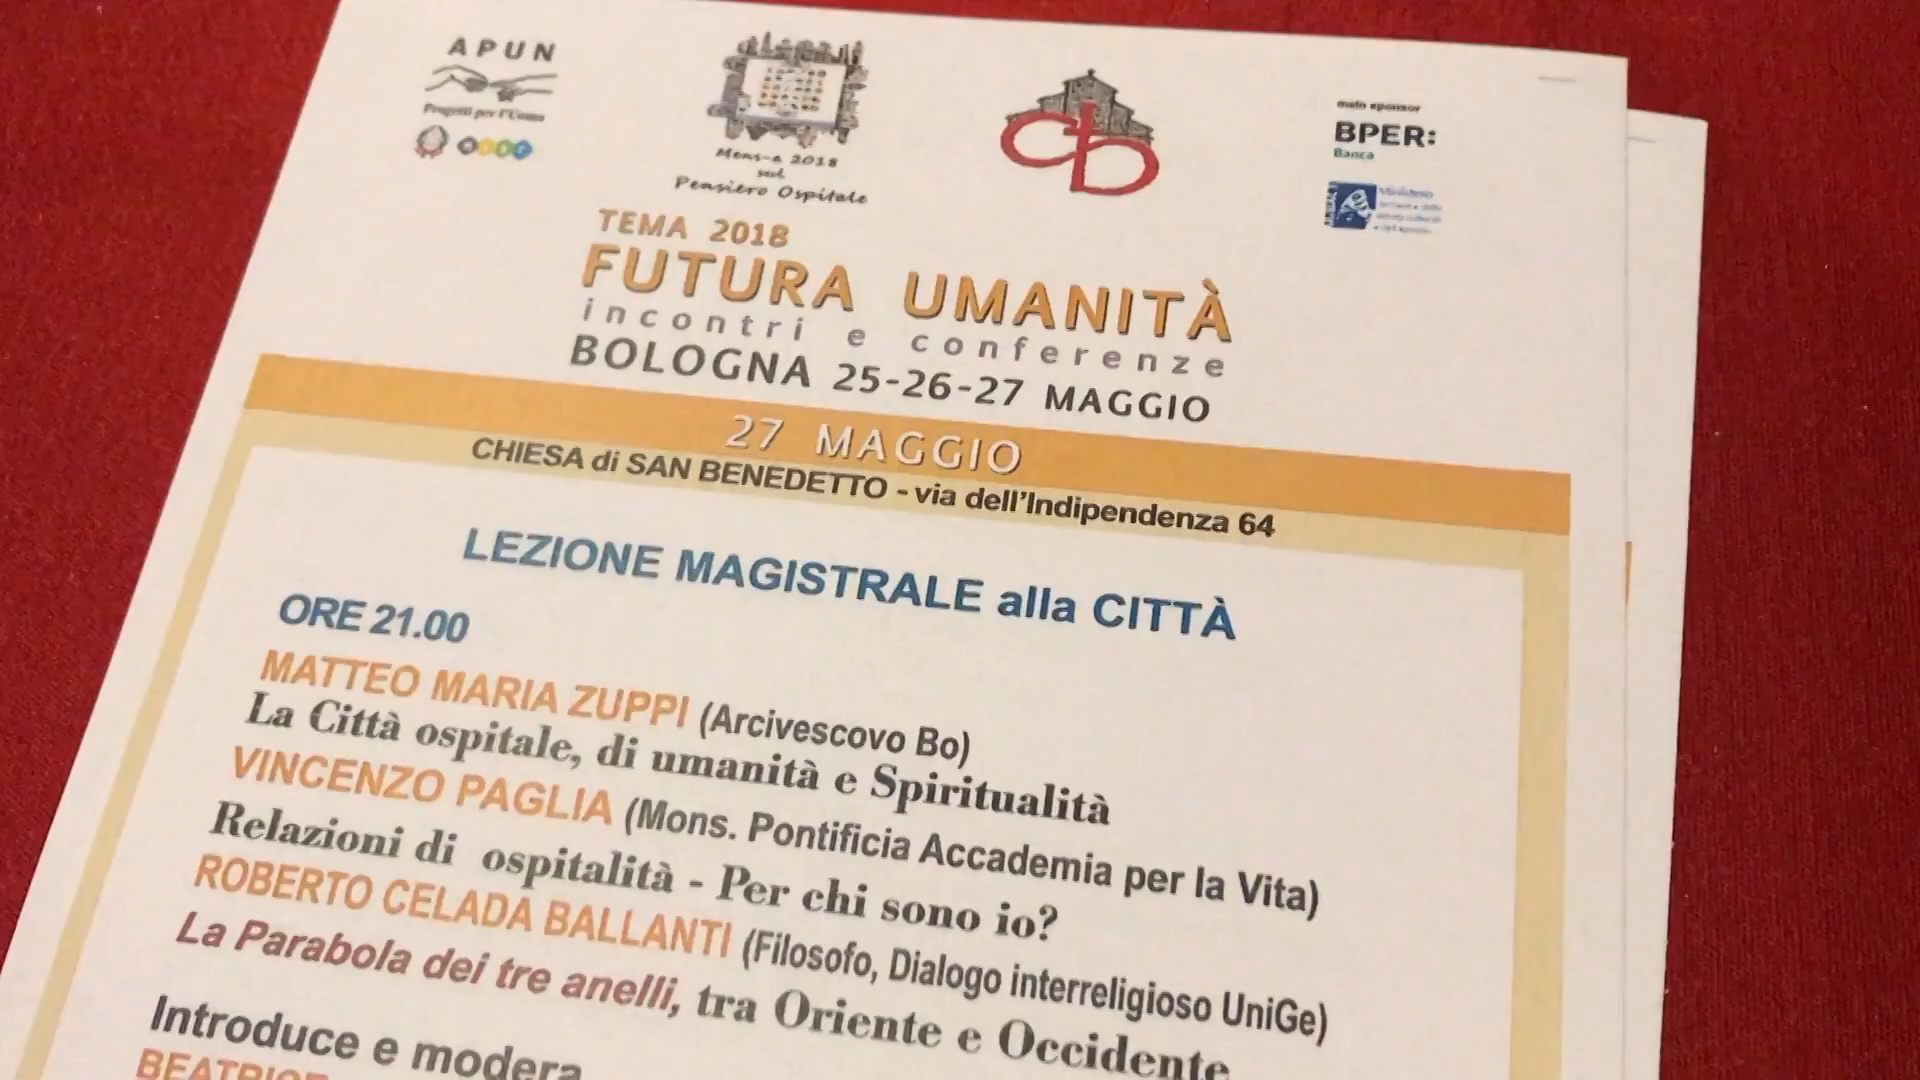 APUN
Progetti per l'Uomo
Mens-a 2018
sul
Pensiero Ospitale
cb
main sponsor
BPER:
Banca
TEMA 2018
FUTURA UMANITÀ
incontri e conferenze
BOLOGNA 25-26-27 MAGGIO
27 MAGGIO
CHIESA di SAN BENEDETTO - via dell'Indipendenza 64
LEZIONE MAGISTRALE alla CITTÀ
ORE 21.00
MATTEO MARIA ZUPPI (Arcivescovo Bo)
La Città ospitale, di umanità e Spiritualità
VINCENZO PAGLIA (Mons. Pontificia Accademia per la Vita)
Relazioni di ospitalità - Per chi sono io?
ROBERTO CELADA BALLANTI (Filosofo, Dialogo interreligioso UniGe)
La Parabola dei tre anelli, tra Oriente e Occidente
Introduce e modera
BEATRICE